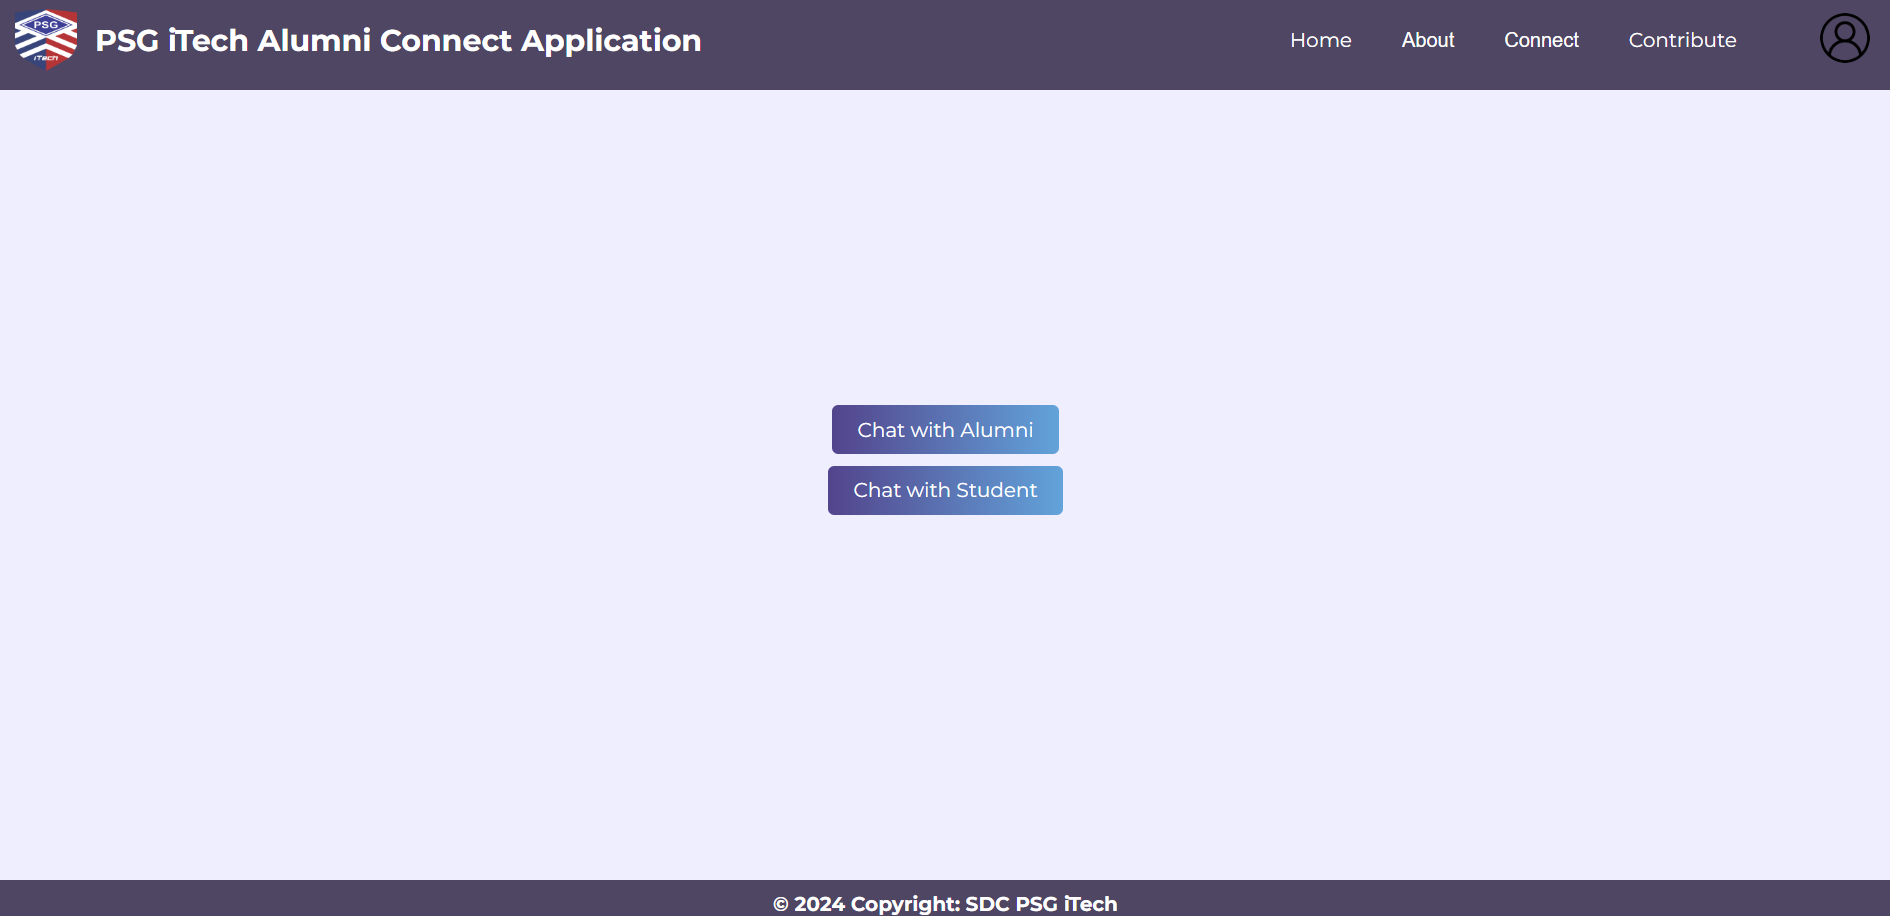 PSG
iTech
PSG iTech Alumni Connect Application
Home About Connect Contribute
Chat with Alumni
Chat with Student
© 2024 Copyright: SDC PSG iTech